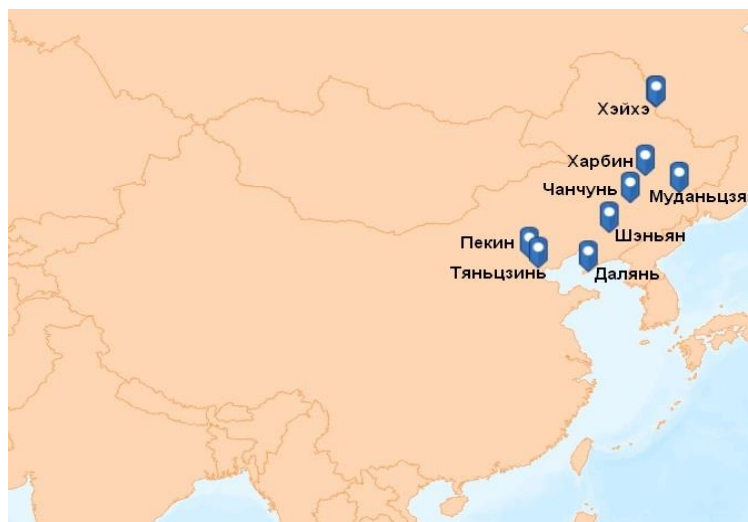 Хэйхэ
Харбин
Чанчунь
Муданьцзя
Шэньян
Пекин
Тяньцзинь
Далянь